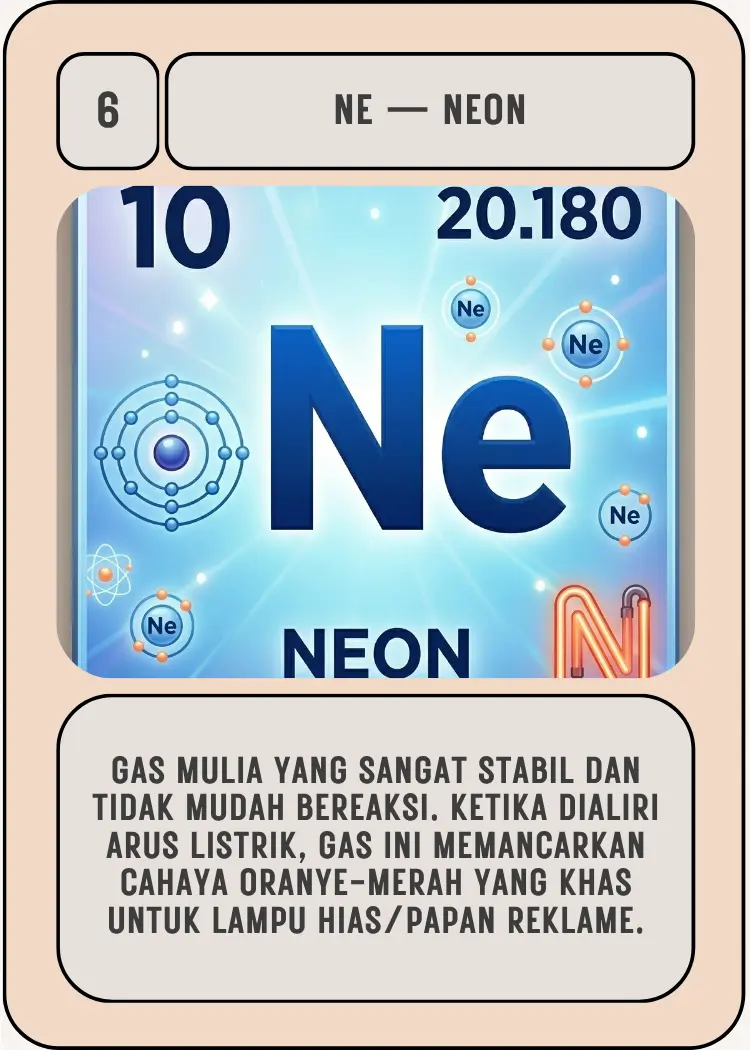 6
NE — NEON
10
20.180
Ne
Ne
Ne
Ne
Ne
NEON
N
GAS MULIA YANG SANGAT STABIL DAN
TIDAK MUDAH BEREAKSI. KETIKA DIALIRI
ARUS LISTRIK, GAS INI MEMANCARKAN
CAHAYA ORANYE-MERAH YANG KHAS
UNTUK LAMPU HIAS/PAPAN REKLAME.